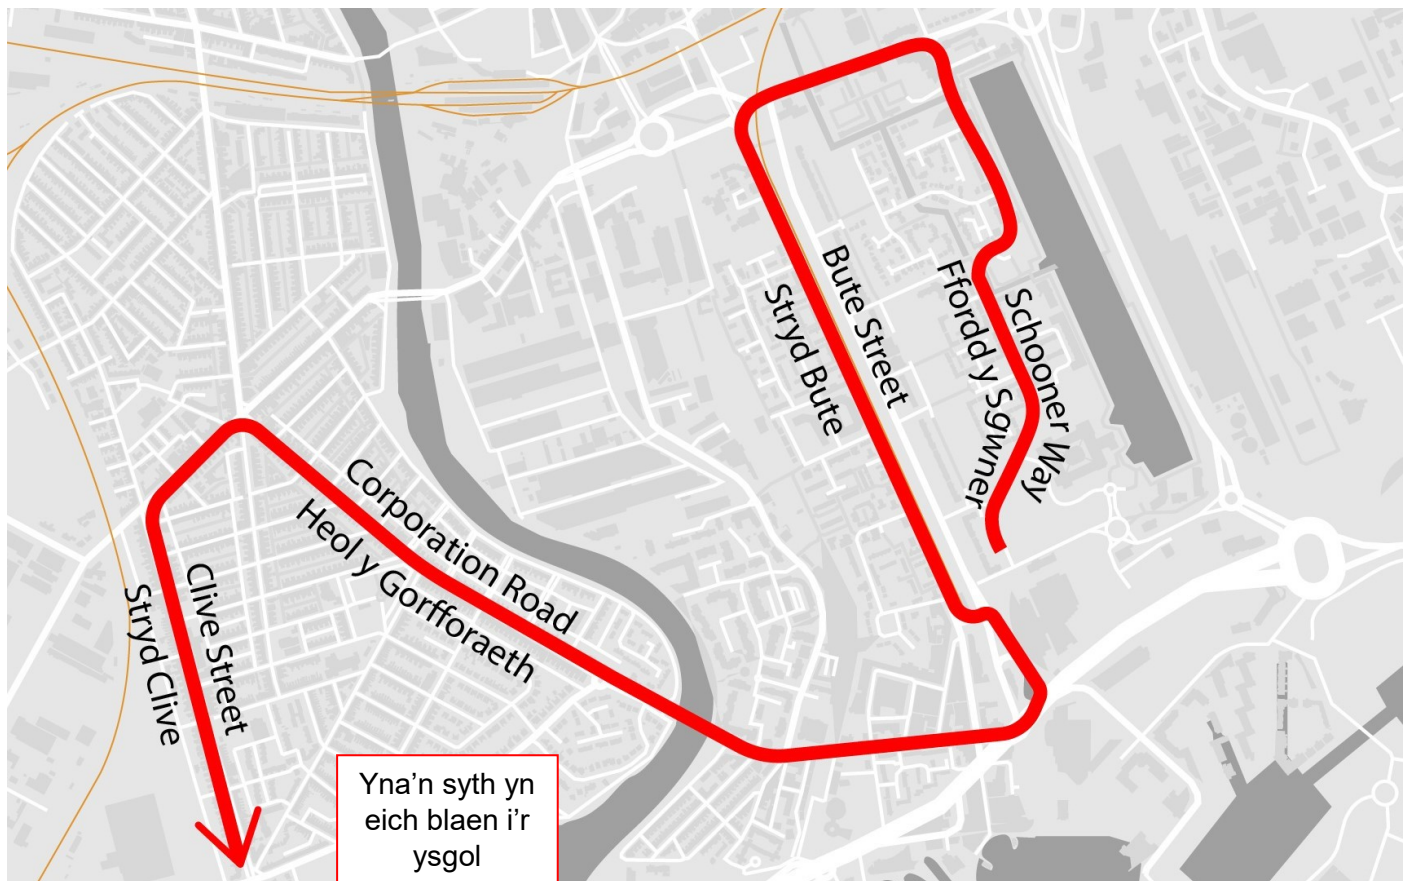 Bute Street
Stryd Bute
Schooner Way
Ffordd y Sgwner
Corporation Road
Heol y Gorfforaeth
Clive Street
Stryd Clive
Yna’n syth yn
eich blaen i’r
ysgol